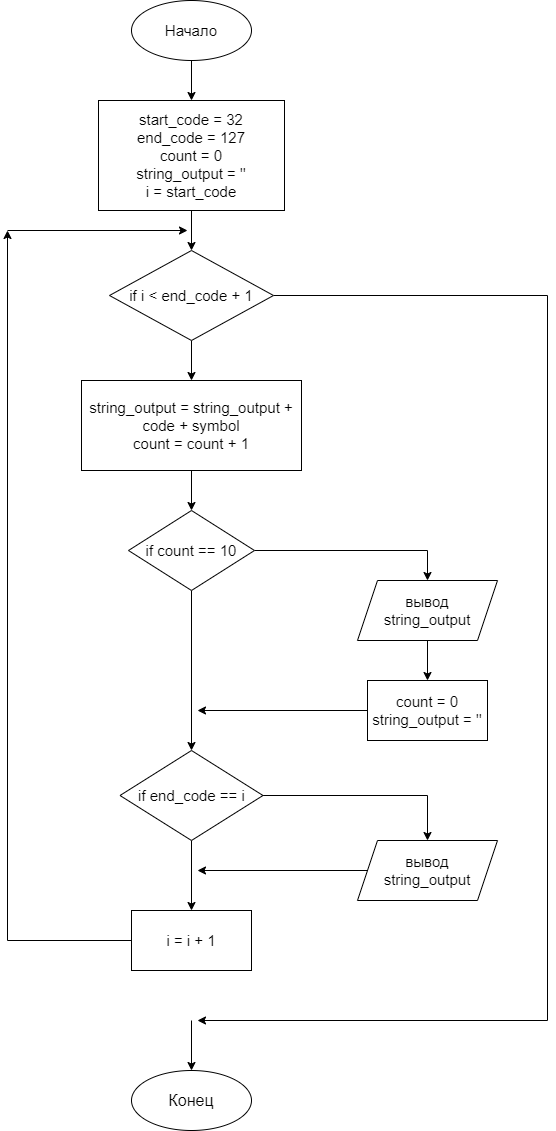 Начало
start_code = 32
end_code = 127
count = 0
string_output = "
i = start_code
if i < end_code + 1
string_output = string_output +
code + symbol
count = count + 1
if count == 10
вывод
string_output
count = 0
string_output = "
if end_code == i
вывод
string_output
i = i + 1
Конец